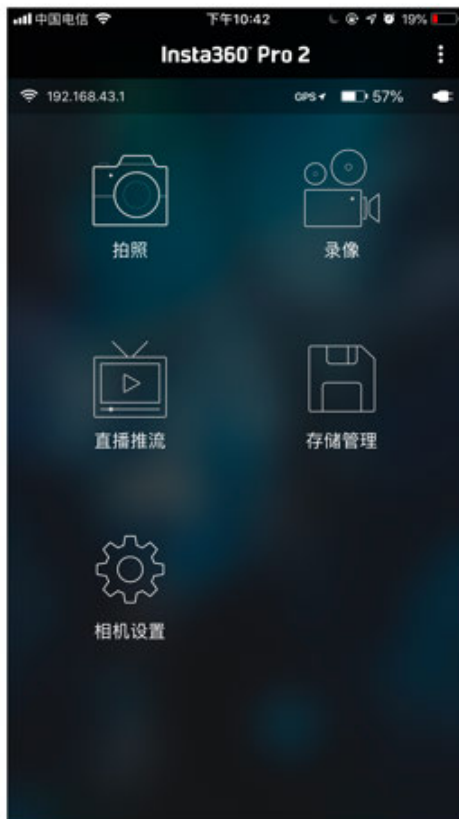 中国电信 下午10:42 19%
Insta360 Pro 2
192.168.43.1 GPS 57%
拍照 录像
直播推流 存储管理
相机设置